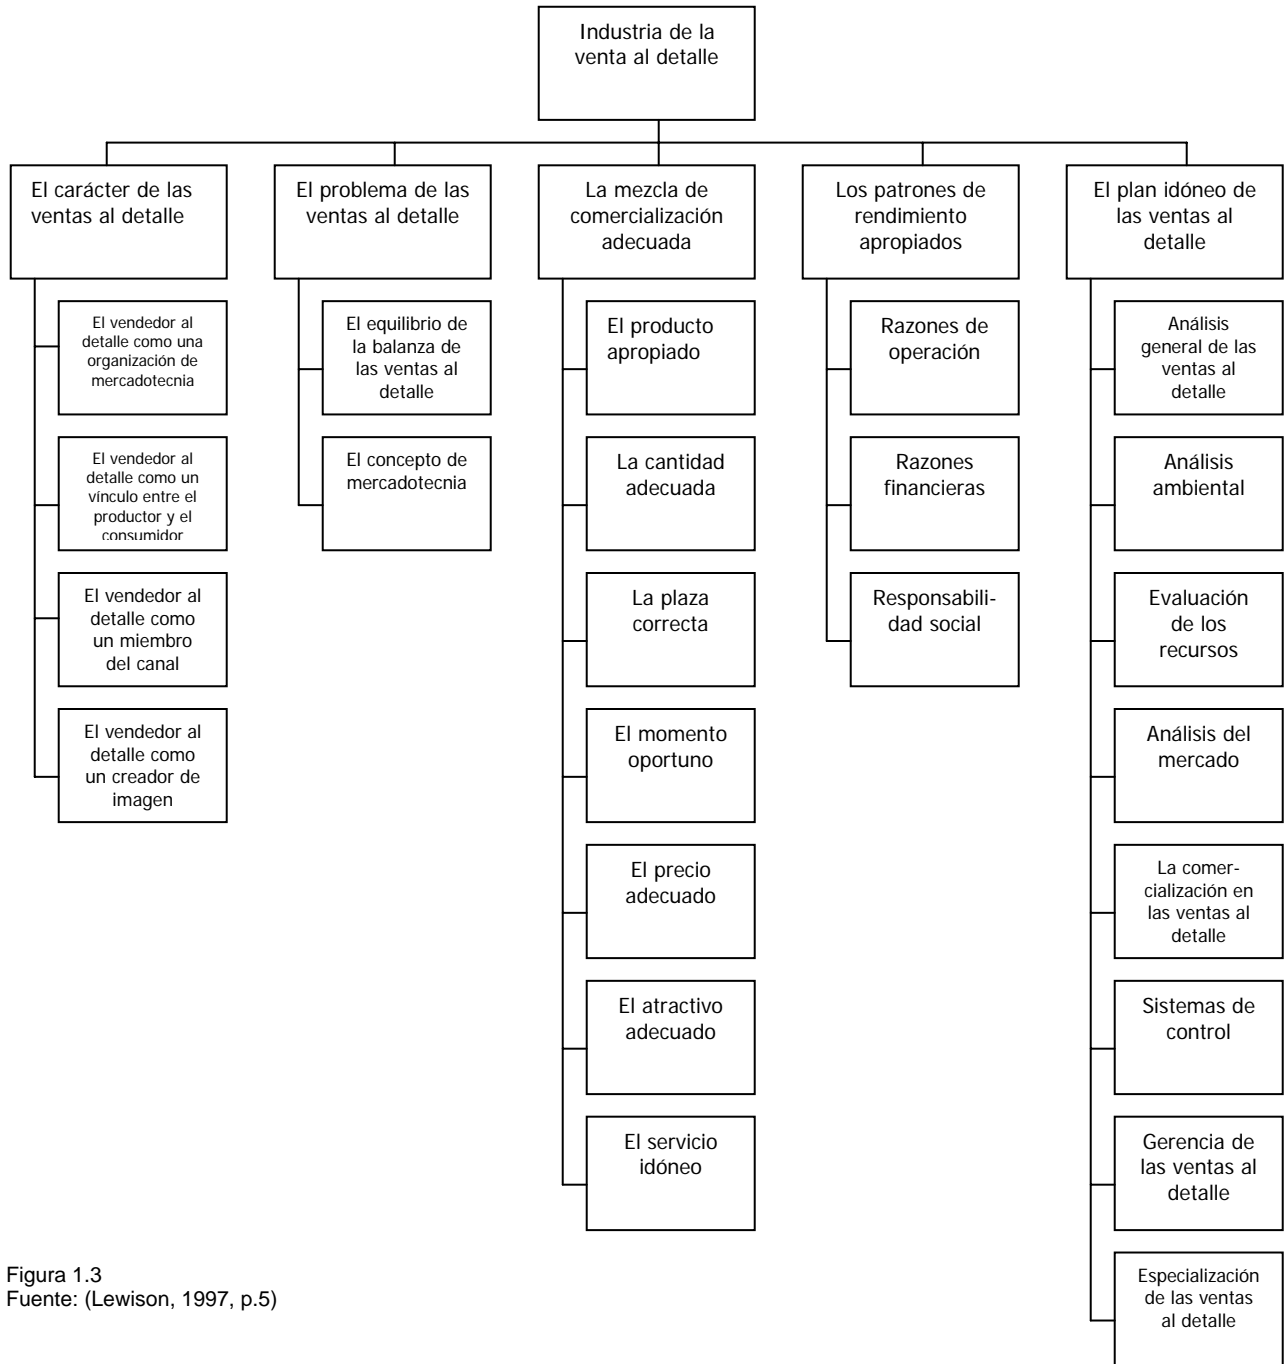 Industria de la
venta al detalle
El carácter de las
ventas al detalle
El vendedor al
detalle como una
organización de
mercadotecnia
El vendedor al
detalle como un
vínculo entre el
productor y el
consumidor
El vendedor al
detalle como
un miembro
del canal
El vendedor al
detalle como
un creador de
imagen
El problema de las
ventas al detalle
El equilibrio de
la balanza de
las ventas al
detalle
El concepto de
mercadotecnia
La mezcla de
comercialización
adecuada
El producto
apropiado
La cantidad
adecuada
La plaza
correcta
El momento
oportuno
El precio
adecuado
El atractivo
adecuado
El servicio
idóneo
Los patrones de
rendimiento
apropiados
Razones de
operación
Razones
financieras
Responsabili-
dad social
El plan idóneo de
las ventas al
detalle
Análisis
general de las
ventas al
detalle
Análisis
ambiental
Evaluación
de los
recursos
Análisis del
mercado
La comer-
cialización en
las ventas al
detalle
Sistemas de
control
Gerencia de
las ventas al
detalle
Especialización
de las ventas
al detalle
Figura 1.3
Fuente: (Lewison, 1997, p.5)